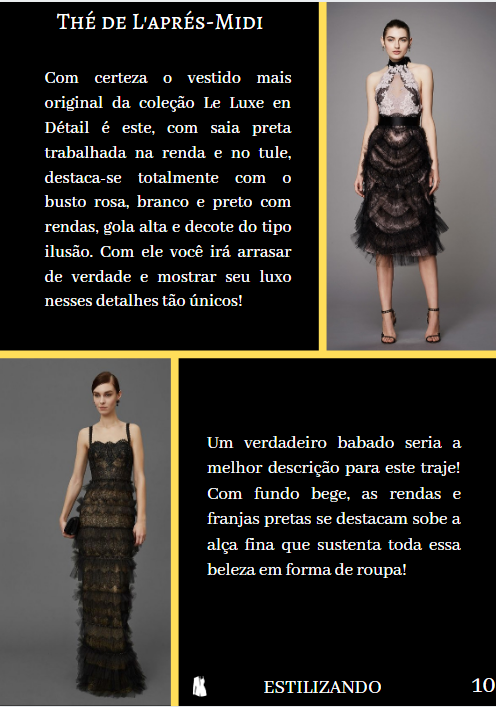 Thé de L'aprés-Midi
Com certeza o vestido mais
original da coleção Le Luxe en
Détail é este, com saia preta
trabalhada na renda e no tule,
destaca-se totalmente com o
busto rosa, branco e preto com
rendas, gola alta e decote do tipo
ilusão. Com ele você irá arrasar
de verdade e mostrar seu luxo
nesses detalhes tão únicos!
Um verdadeiro babado seria a
melhor descrição para este traje!
Com fundo bege, as rendas e
franjas pretas se destacam sobe a
alça fina que sustenta toda essa
beleza em forma de roupa!
ESTILIZANDO
10